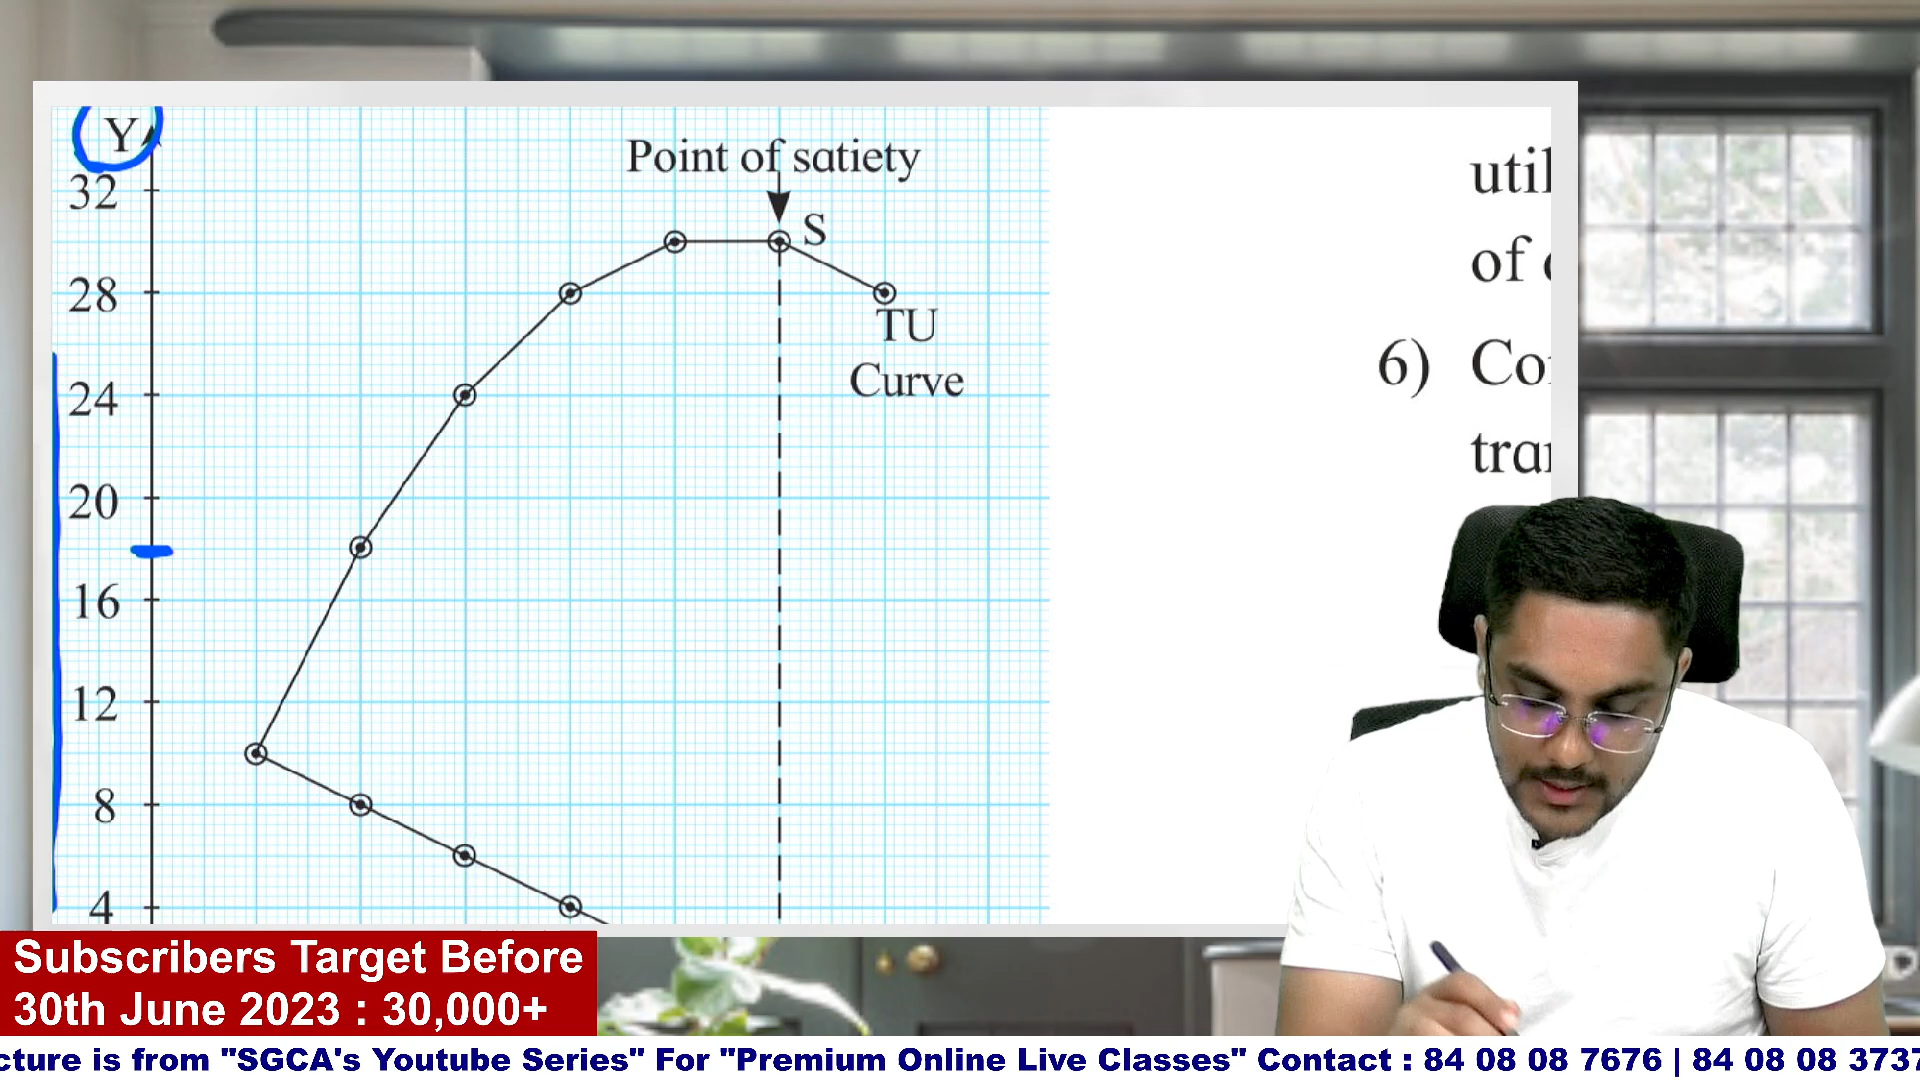 Y
Point of satiety
32
S
28
TU
Curve
24
20
16
12
8
4
util
of
6) Co
tra
Subscribers Target Before
30th June 2023 : 30,000+
cture is from "SGCA's Youtube Series" For "Premium Online Live Classes" Contact : 84 08 08 7676 | 84 08 08 3737